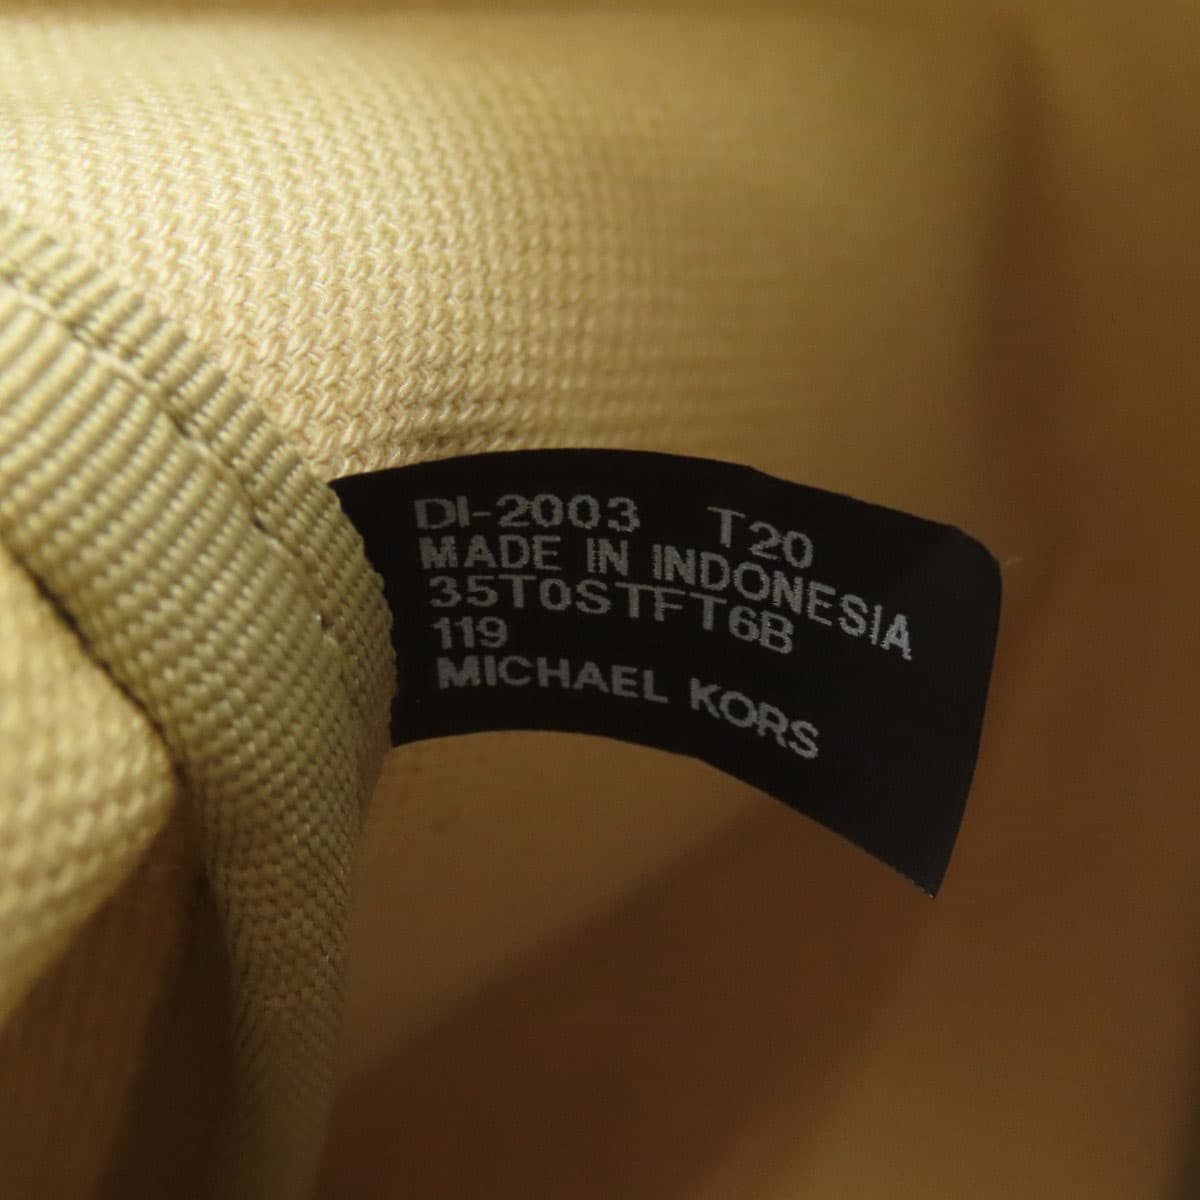 DI-2003 T20
MADE IN INDONESIA
35T0STFT6B
119
MICHAEL KORS